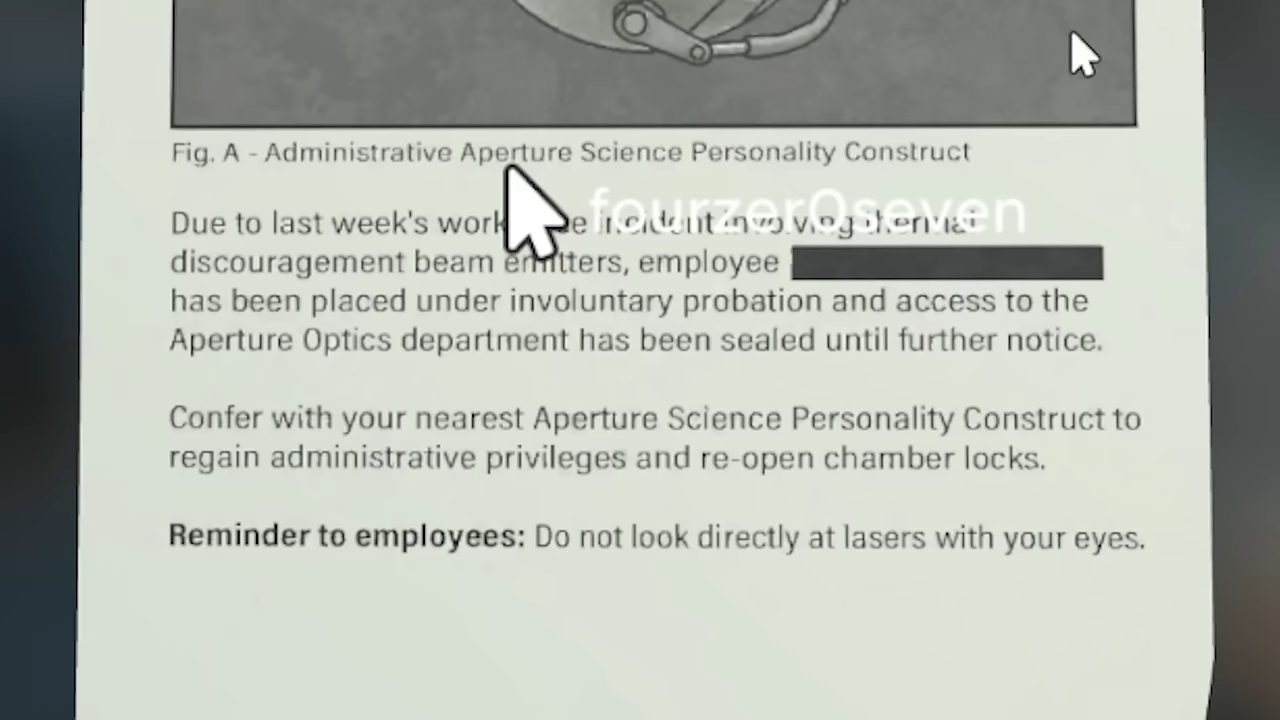 Fig. A - Administrative Aperture Science Personality Construct
fourzer0seven
Due to last week's incident involving thermal
discouragement beam emitters, employee
has been placed under involuntary probation and access to the
Aperture Optics department has been sealed until further notice.
Confer with your nearest Aperture Science Personality Construct to
regain administrative privileges and re-open chamber locks.
Reminder to employees: Do not look directly at lasers with your eyes.